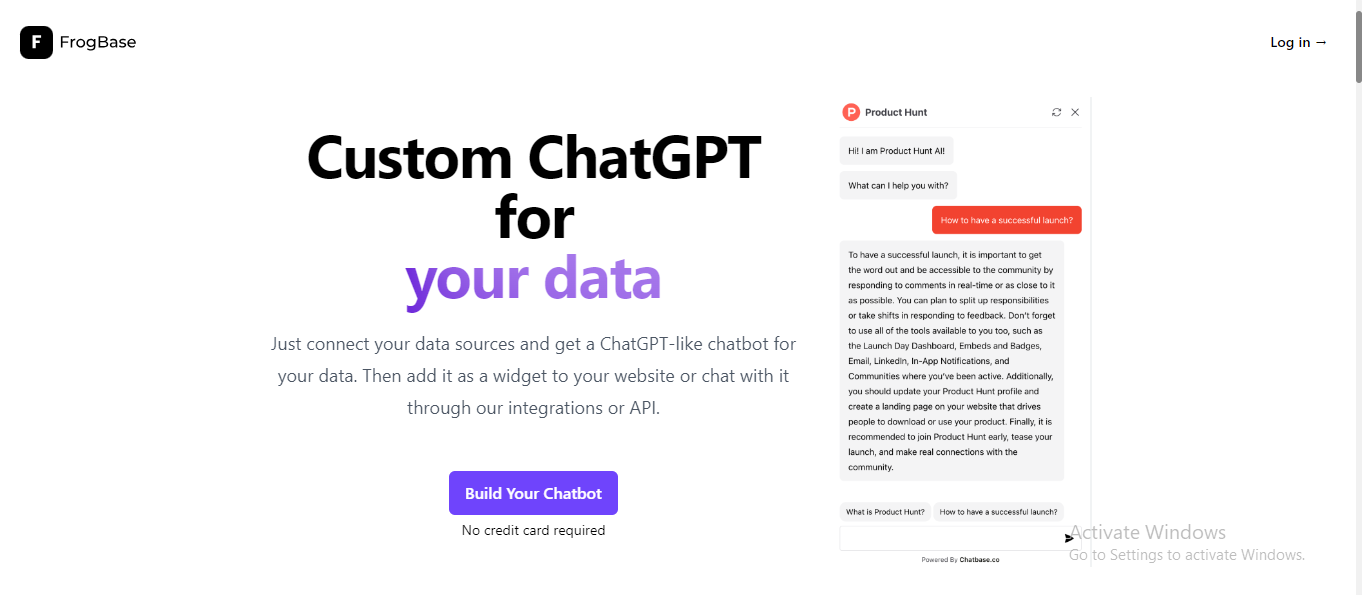 F FrogBase
Log in →
Custom ChatGPT
for
your data
Just connect your data sources and get a ChatGPT-like chatbot for
your data. Then add it as a widget to your website or chat with it
through our integrations or API.
Build Your Chatbot
No credit card required
P Product Hunt
Hi! I am Product Hunt AI!
What can I help you with?
How to have a successful launch?
To have a successful launch, it is important to get
the word out and be accessible to the community by
responding to comments in real-time or as close to it
as possible. You can plan to split up responsibilities
or take shifts in responding to feedback. Don't forget
to use all of the tools available to you too, such as
the Launch Day Dashboard, Embeds and Badges,
Email, LinkedIn, In-App Notifications, and
Communities where you've been active. Additionally,
you should update your Product Hunt profile and
create a landing page on your website that drives
people to download or use your product. Finally, it is
recommended to join Product Hunt early, tease your
launch, and make real connections with the
community.
What is Product Hunt? How to have a successful launch?
Powered By Chatbase.co
Activate Windows
Go to Settings to activate Windows.